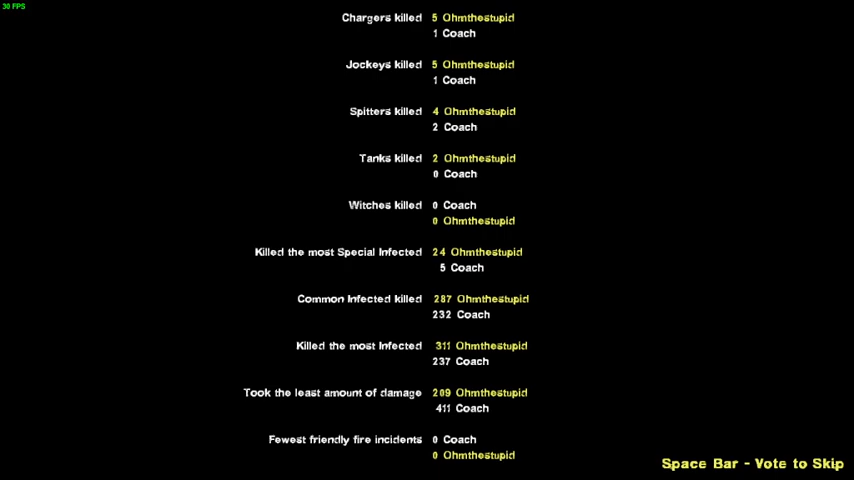 30 FPS
Chargers killed 5 Ohmthestupid
1 Coach
Jockeys killed 5 Ohmthestupid
1 Coach
Spitters killed 4 Ohmthestupid
2 Coach
Tanks killed 2 Ohmthestupid
0 Coach
Witches killed 0 Coach
0 Ohmthestupid
Killed the most Special Infected 24 Ohmthestupid
5 Coach
Common Infected killed 287 Ohmthestupid
232 Coach
Killed the most Infected 311 Ohmthestupid
237 Coach
Took the least amount of damage 209 Ohmthestupid
411 Coach
Fewest friendly fire incidents 0 Coach
0 Ohmthestupid
Space Bar - Vote to Skip